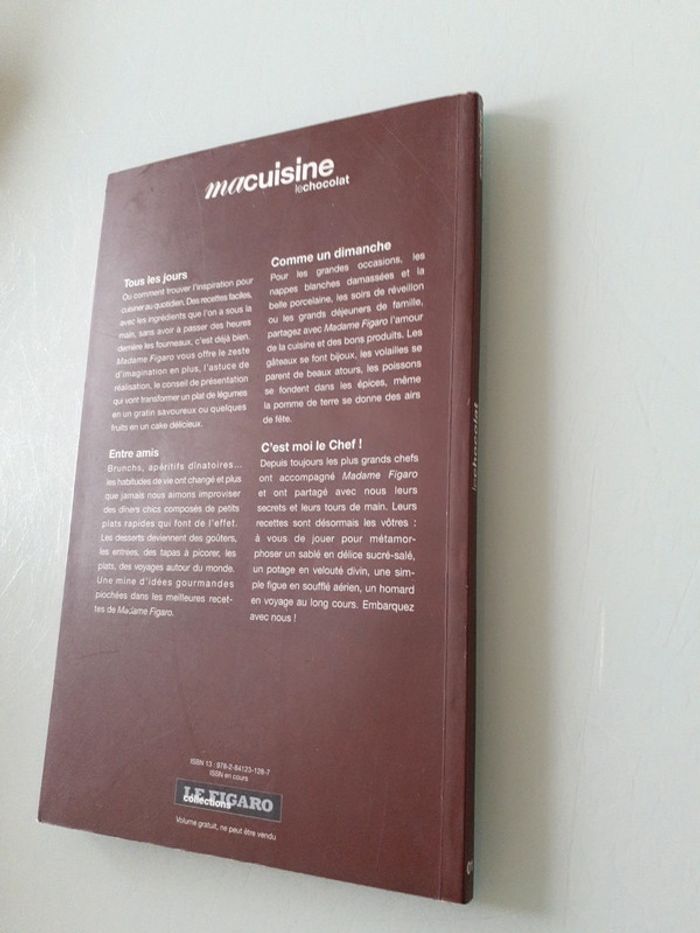 macuisine
lechocolat
Tous les jours
Ou comment trouver l'inspiration pour
cuisiner au quotidien. Des recettes faciles,
avec les ingrédients que l'on a sous la
main, sans avoir à passer des heures
derrière les fourneaux, c'est déjà bien.
Madame Figaro vous offre le zeste
d'imagination en plus, l'astuce de
réalisation, le conseil de présentation
qui vont transformer un plat de légumes
en un gratin savoureux ou quelques
fruits en un cake délicieux.
Entre amis
Brunchs, apéritifs dînatoires...
les habitudes de vie ont changé et plus
que jamais nous aimons improviser
des dîners chics composés de petits
plats rapides qui font de l'effet.
Les desserts deviennent des goûters,
les entrées, des tapas à picorer, les
plats, des voyages autour du monde.
Une mine d'idées gourmandes
piochées dans les meilleures recet-
tes de Madame Figaro.
Comme un dimanche
Pour les grandes occasions, les
nappes blanches damassées et la
belle porcelaine, les soirs de réveillon
ou les grands déjeuners de famille,
partagez avec Madame Figaro l'amour
de la cuisine et des bons produits. Les
gâteaux se font bijoux, les volailles se
parent de beaux atours, les poissons
se fondent dans les épices, même
la pomme de terre se donne des airs
de fête.
C'est moi le Chef !
Depuis toujours les plus grands chefs
ont accompagné Madame Figaro
et ont partagé avec nous leurs
secrets et leurs tours de main. Leurs
recettes sont désormais les vôtres :
à vous de jouer pour métamor-
phoser un sablé en délice sucré-salé,
un potage en velouté divin, une sim-
ple figue en soufflé aérien, un homard
en voyage au long cours. Embarquez
avec nous !
ISBN 13 : 978-2-84123-128-7
ISSN en cours
LE FIGARO
collections
Volume gratuit, ne peut être vendu
lechocolat